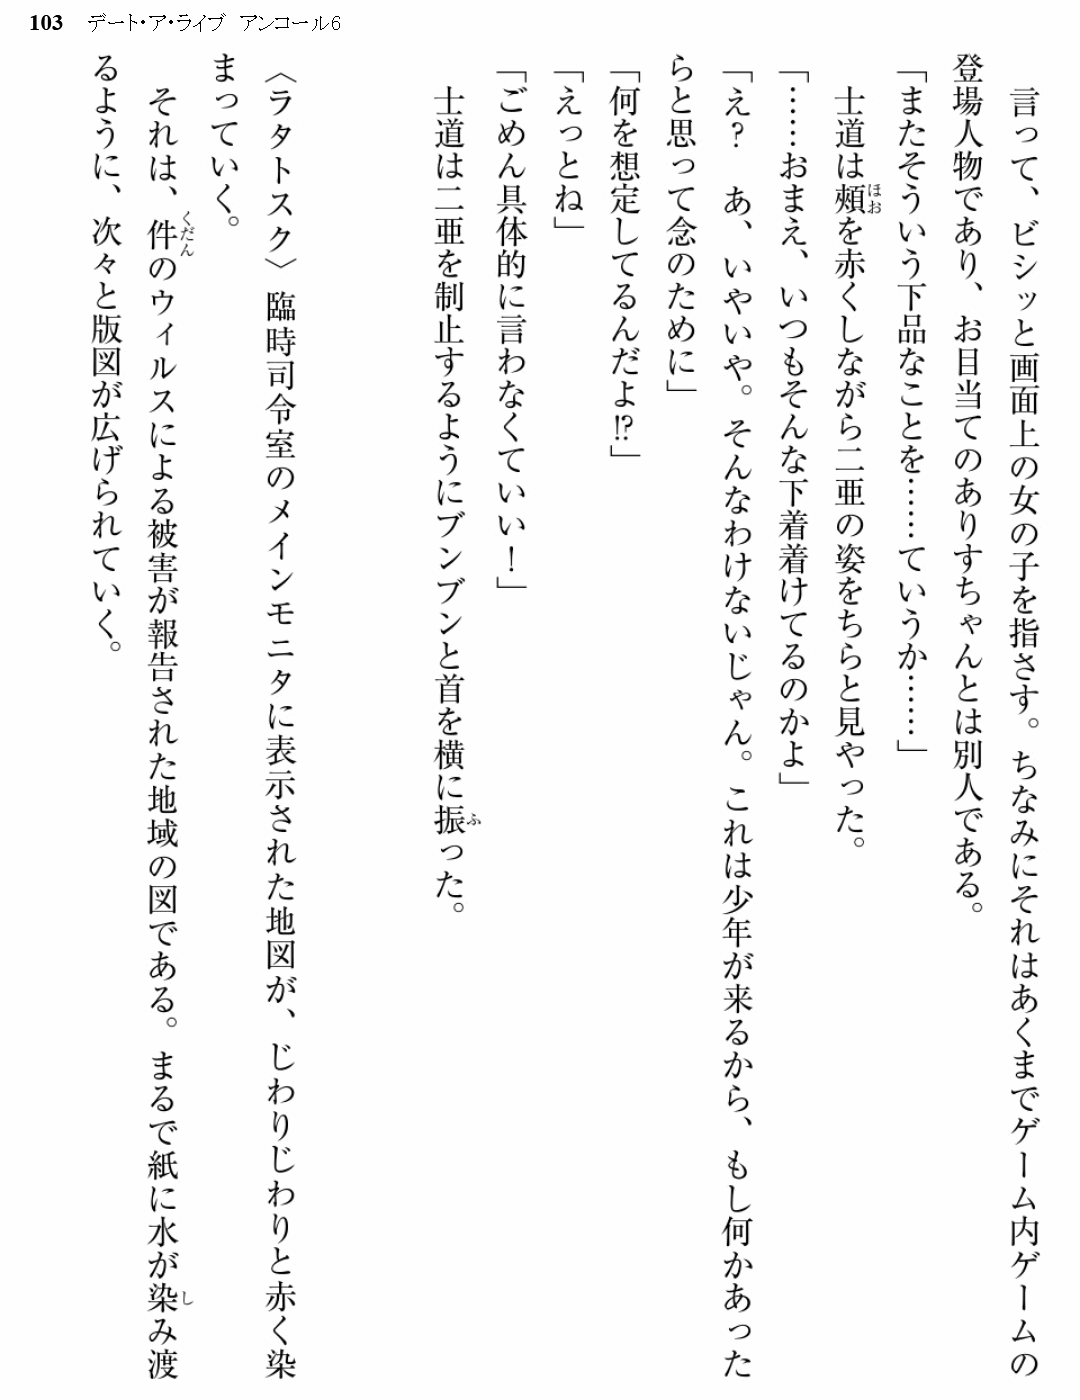 103 デート・ア・ライブ アンコール6
言って、ビシッと画面上の女の子を指さす。ちなみにそれはあくまでゲーム内ゲームの
登場人物であり、お目当てのありすちゃんとは別人である。
「またそういう下品なことを……ていうか……」
士道は頰を赤くしながら二亜の姿をちらと見やった。
「……おまえ、いつもそんな下着着けてるのかよ」
「え? あ、いやいや。そんなわけないじゃん。これは少年が来るから、もし何かあった
らと思って念のために」
「何を想定してるんだよ!?」
「えっとね」
「ごめん具体的に言わなくていい!」
士道は二亜を制止するようにブンブンと首を横に振った。
〈ラタトスク〉臨時司令室のメインモニタに表示された地図が、じわりじわりと赤く染
まっていく。
それは、件のウィルスによる被害が報告された地域の図である。まるで紙に水が染み渡
るように、次々と版図が広げられていく。